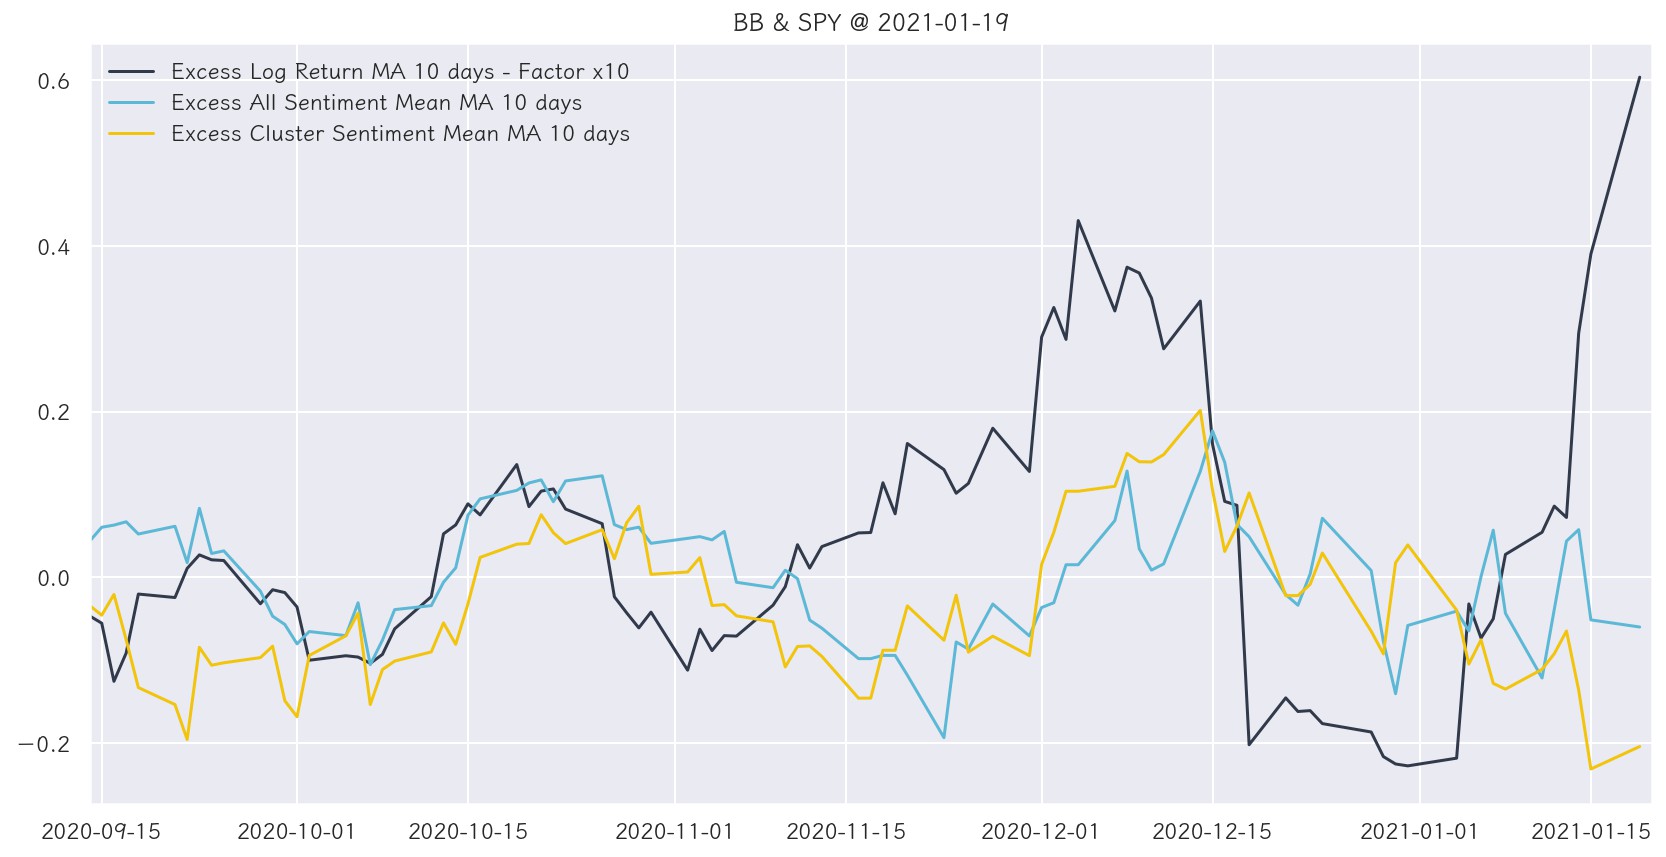 BB & SPY @ 2021-01-19
Excess Log Return MA 10 days - Factor x10
Excess All Sentiment Mean MA 10 days
Excess Cluster Sentiment Mean MA 10 days
0.6
0.4
0.2
0.0
−0.2
2020-09-15 2020-10-01 2020-10-15 2020-11-01 2020-11-15 2020-12-01 2020-12-15 2021-01-01 2021-01-15